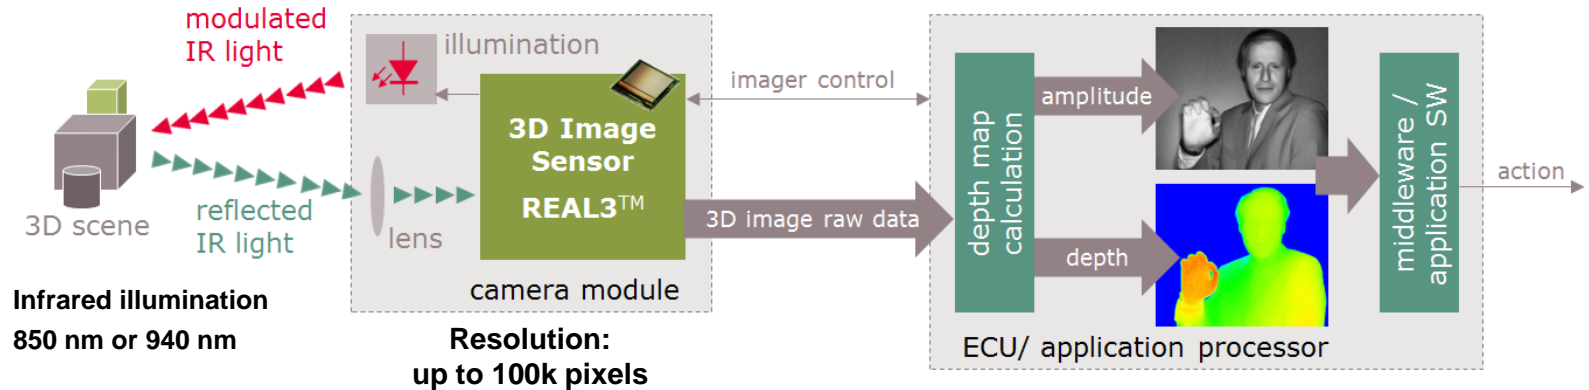 modulated
IR light
illumination
3D Image
Sensor
REAL3™
3D scene
reflected
IR light
lens
camera module
Infrared illumination
850 nm or 940 nm
Resolution:
up to 100k pixels
imager control
3D image raw data
depth map
calculation
amplitude
depth
middleware /
application SW
action
ECU/ application processor